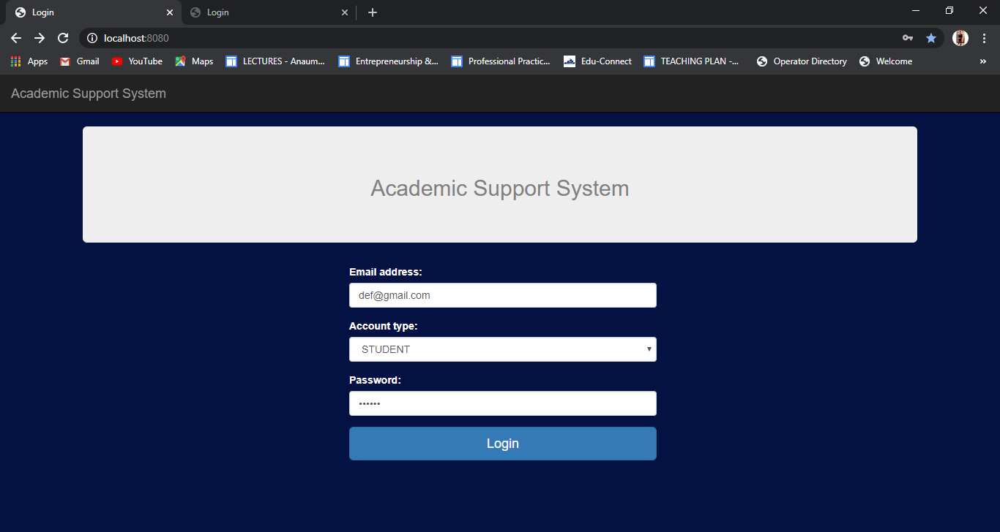 Login Login
localhost:8080
Apps Gmail YouTube Maps LECTURES - Anaum... Entrepreneurship &... Professional Practic... Edu-Connect TEACHING PLAN -... Operator Directory Welcome »
Academic Support System
Academic Support System
Email address:
def@gmail.com
Account type:
STUDENT
Password:
••••••
Login